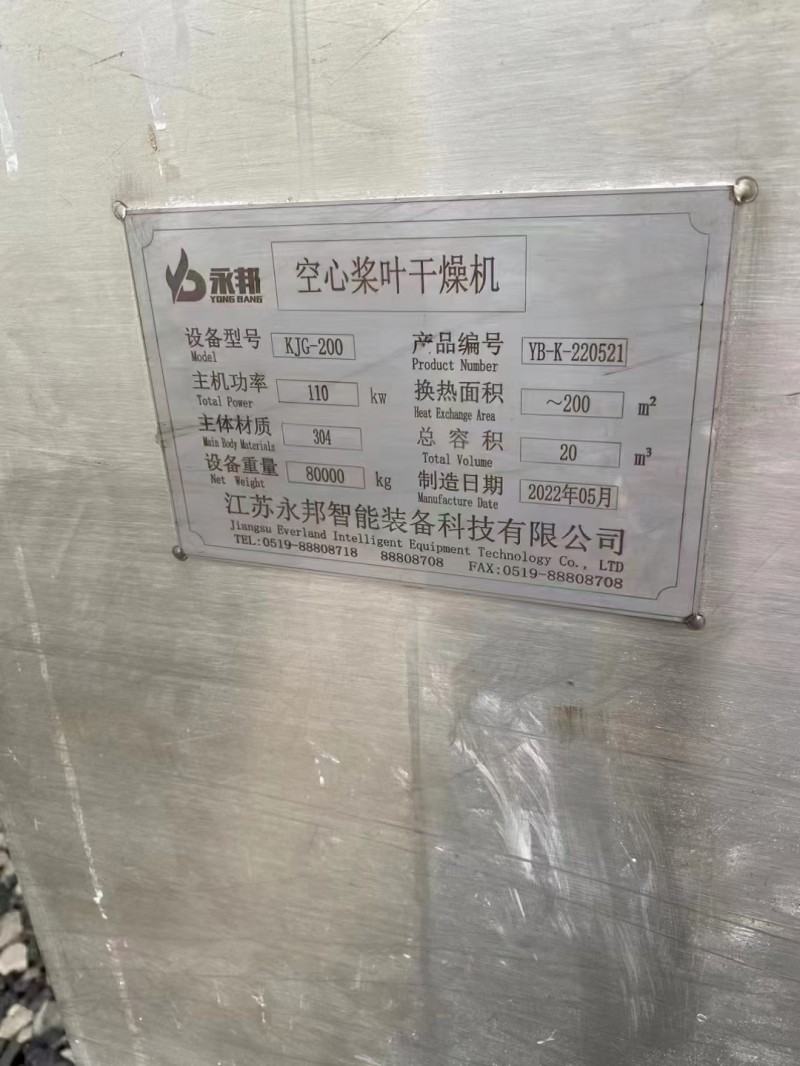 永邦 空心桨叶干燥机
YONG BANG
设备型号 KJG-200 产品编号 YB-K-220521
Model Product Number
主机功率 110 kw 换热面积 ~200 m²
Total Power Heat Exchange Area
主体材质 304 总容积 20 m³
Main Body Materials Total Volume
设备重量 80000 kg 制造日期 2022年05月
Net Weight Manufacture Date
江苏永邦智能装备科技有限公司
Jiangsu Everland Intelligent Equipment Technology Co., LTD
TEL:0519-88808718 88808708 FAX:0519-88808708